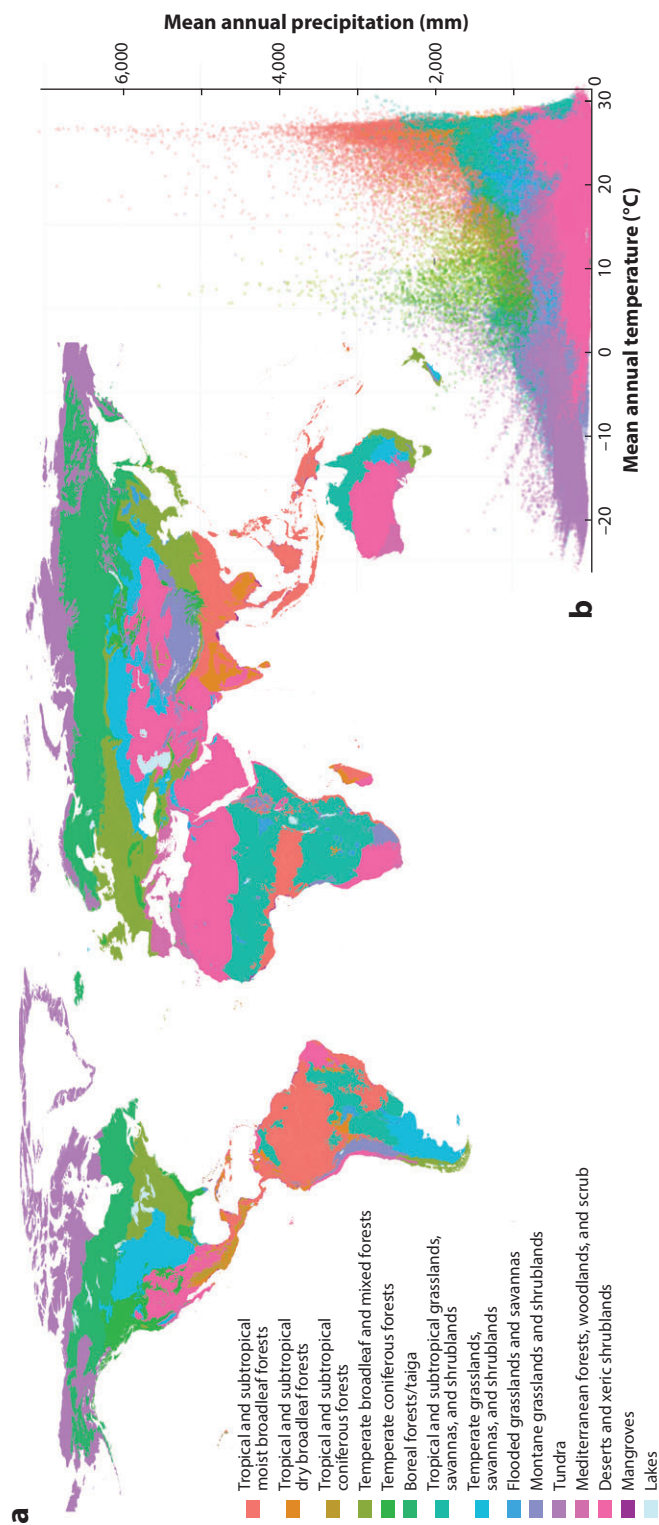 a
Tropical and subtropical
moist broadleaf forests
Tropical and subtropical
dry broadleaf forests
Tropical and subtropical
coniferous forests
Temperate broadleaf and mixed forests
Temperate coniferous forests
Boreal forests/taiga
Tropical and subtropical grasslands,
savannas, and shrublands
Temperate grasslands,
savannas, and shrublands
Flooded grasslands and savannas
Montane grasslands and shrublands
Tundra
Mediterranean forests, woodlands, and scrub
Deserts and xeric shrublands
Mangroves
Lakes
b
Mean annual precipitation (mm)
6,000
4,000
2,000
0
−20
−10
0
10
20
30
Mean annual temperature (°C)